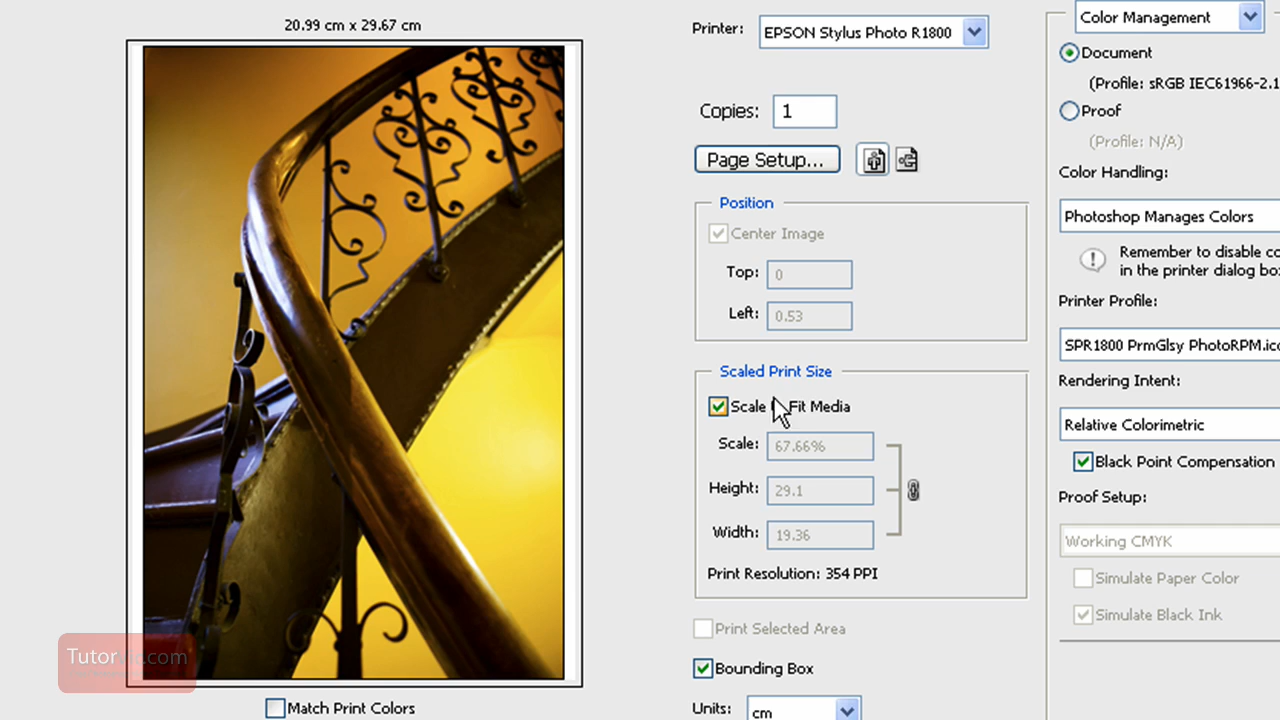 20.99 cm x 29.67 cm
Match Print Colors
Printer: EPSON Stylus Photo R1800
Copies: 1
Page Setup...
Position
Center Image
Top: 0
Left: 0.53
Scaled Print Size
Scale Fit Media
Scale: 67.66%
Height: 29.1
Width: 19.36
Print Resolution: 354 PPI
Print Selected Area
Bounding Box
Units: cm
Color Management
Document
(Profile: sRGB IEC61966-2.1
Proof
(Profile: N/A)
Color Handling:
Photoshop Manages Colors
Remember to disable co
in the printer dialog bo
Printer Profile:
SPR1800 PrmGlsy PhotoRPM.ic
Rendering Intent:
Relative Colorimetric
Black Point Compensation
Proof Setup:
Working CMYK
Simulate Paper Color
Simulate Black Ink
Tutorvid.com